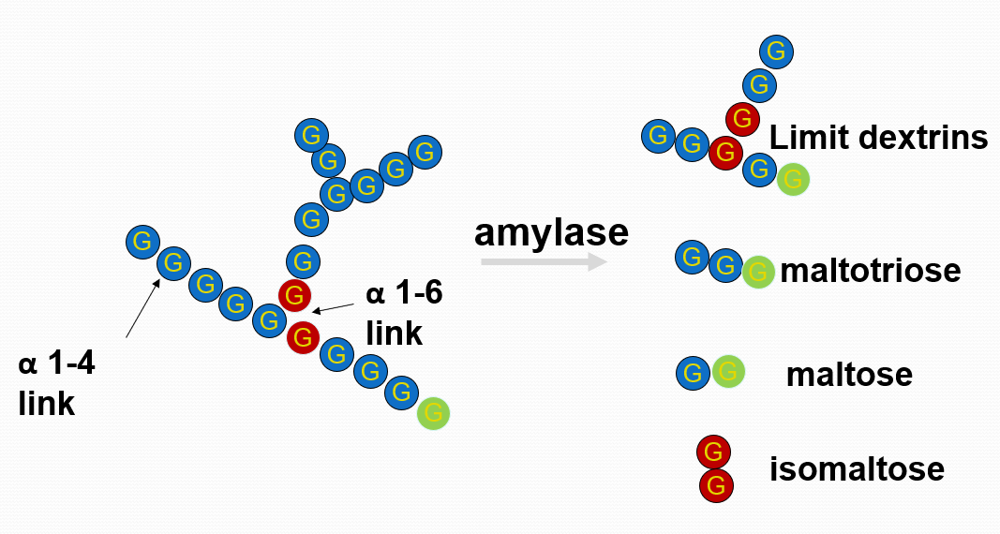 G
G
G G G G
G
G
G
G G G G G G G G G G
α 1-4
link
α 1-6
link
amylase
G
G
G
G G G G G
Limit dextrins
G G G maltotriose
G G maltose
G
G
isomaltose